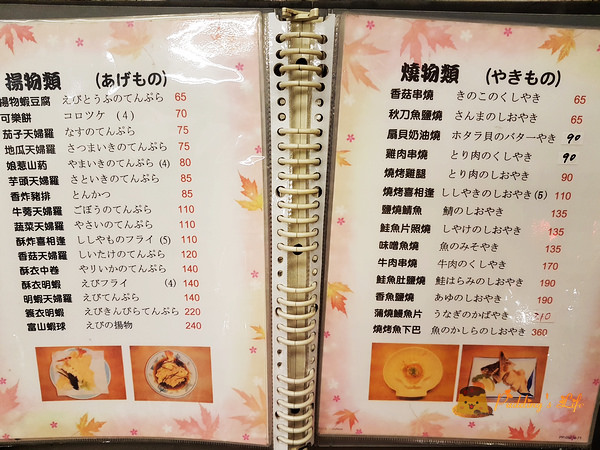 揚物類 (あげもの)
揚物蝦豆腐 えびとうふのてんぷら 65
可樂餅 コロツケ (4) 70
茄子天婦羅 なすのてんぷら 75
地瓜天婦羅 さつまいきのてんぷら 75
娘惹山药 やまいきのてんぷら (4) 80
芋頭天婦羅 さといきのてんぷら 85
香炸豬排 とんかつ 85
牛蒡天婦羅 ごぼうのてんぷら 110
蔬菜天婦羅 やさいのてんぷら 110
酥炸喜相逢 ししやものフライ (5) 110
香菇天婦羅 しいたけのてんぷら 120
酥衣中卷 やリいかのてんぷら 140
酥衣明蝦 えびフライ (4) 140
明蝦天婦羅 えびてんぷら 140
籤衣明蝦 えびきんぴらてんぷら 220
富山蝦球 えびの揚物 240
燒物類 (やきもの)
香菇串燒 きのこのくしやき 65
秋刀魚鹽燒 さんまのしおやき 65
扇貝奶油燒 ホタラ貝のバターーやき 90
雞肉串燒 とり肉のくしやき 90
燒烤雞腿 とり肉のしおやき 90
燒烤喜相逢 ししやきのしおやき(5) 110
鹽燒鯖魚 鯖のしおやき 135
鮭魚片照燒 しやけのしおやき 135
味噌魚燒 魚のみそやき 135
牛肉串燒 牛肉のくしやき 170
鮭魚肚鹽燒 鮭はらみのしおやき 190
香魚鹽燒 あゆのしおやき 190
蒲燒鰻魚片 うなぎのかばやき
燒烤魚下巴 魚のかしらのしおやき 360
Pudding's Life